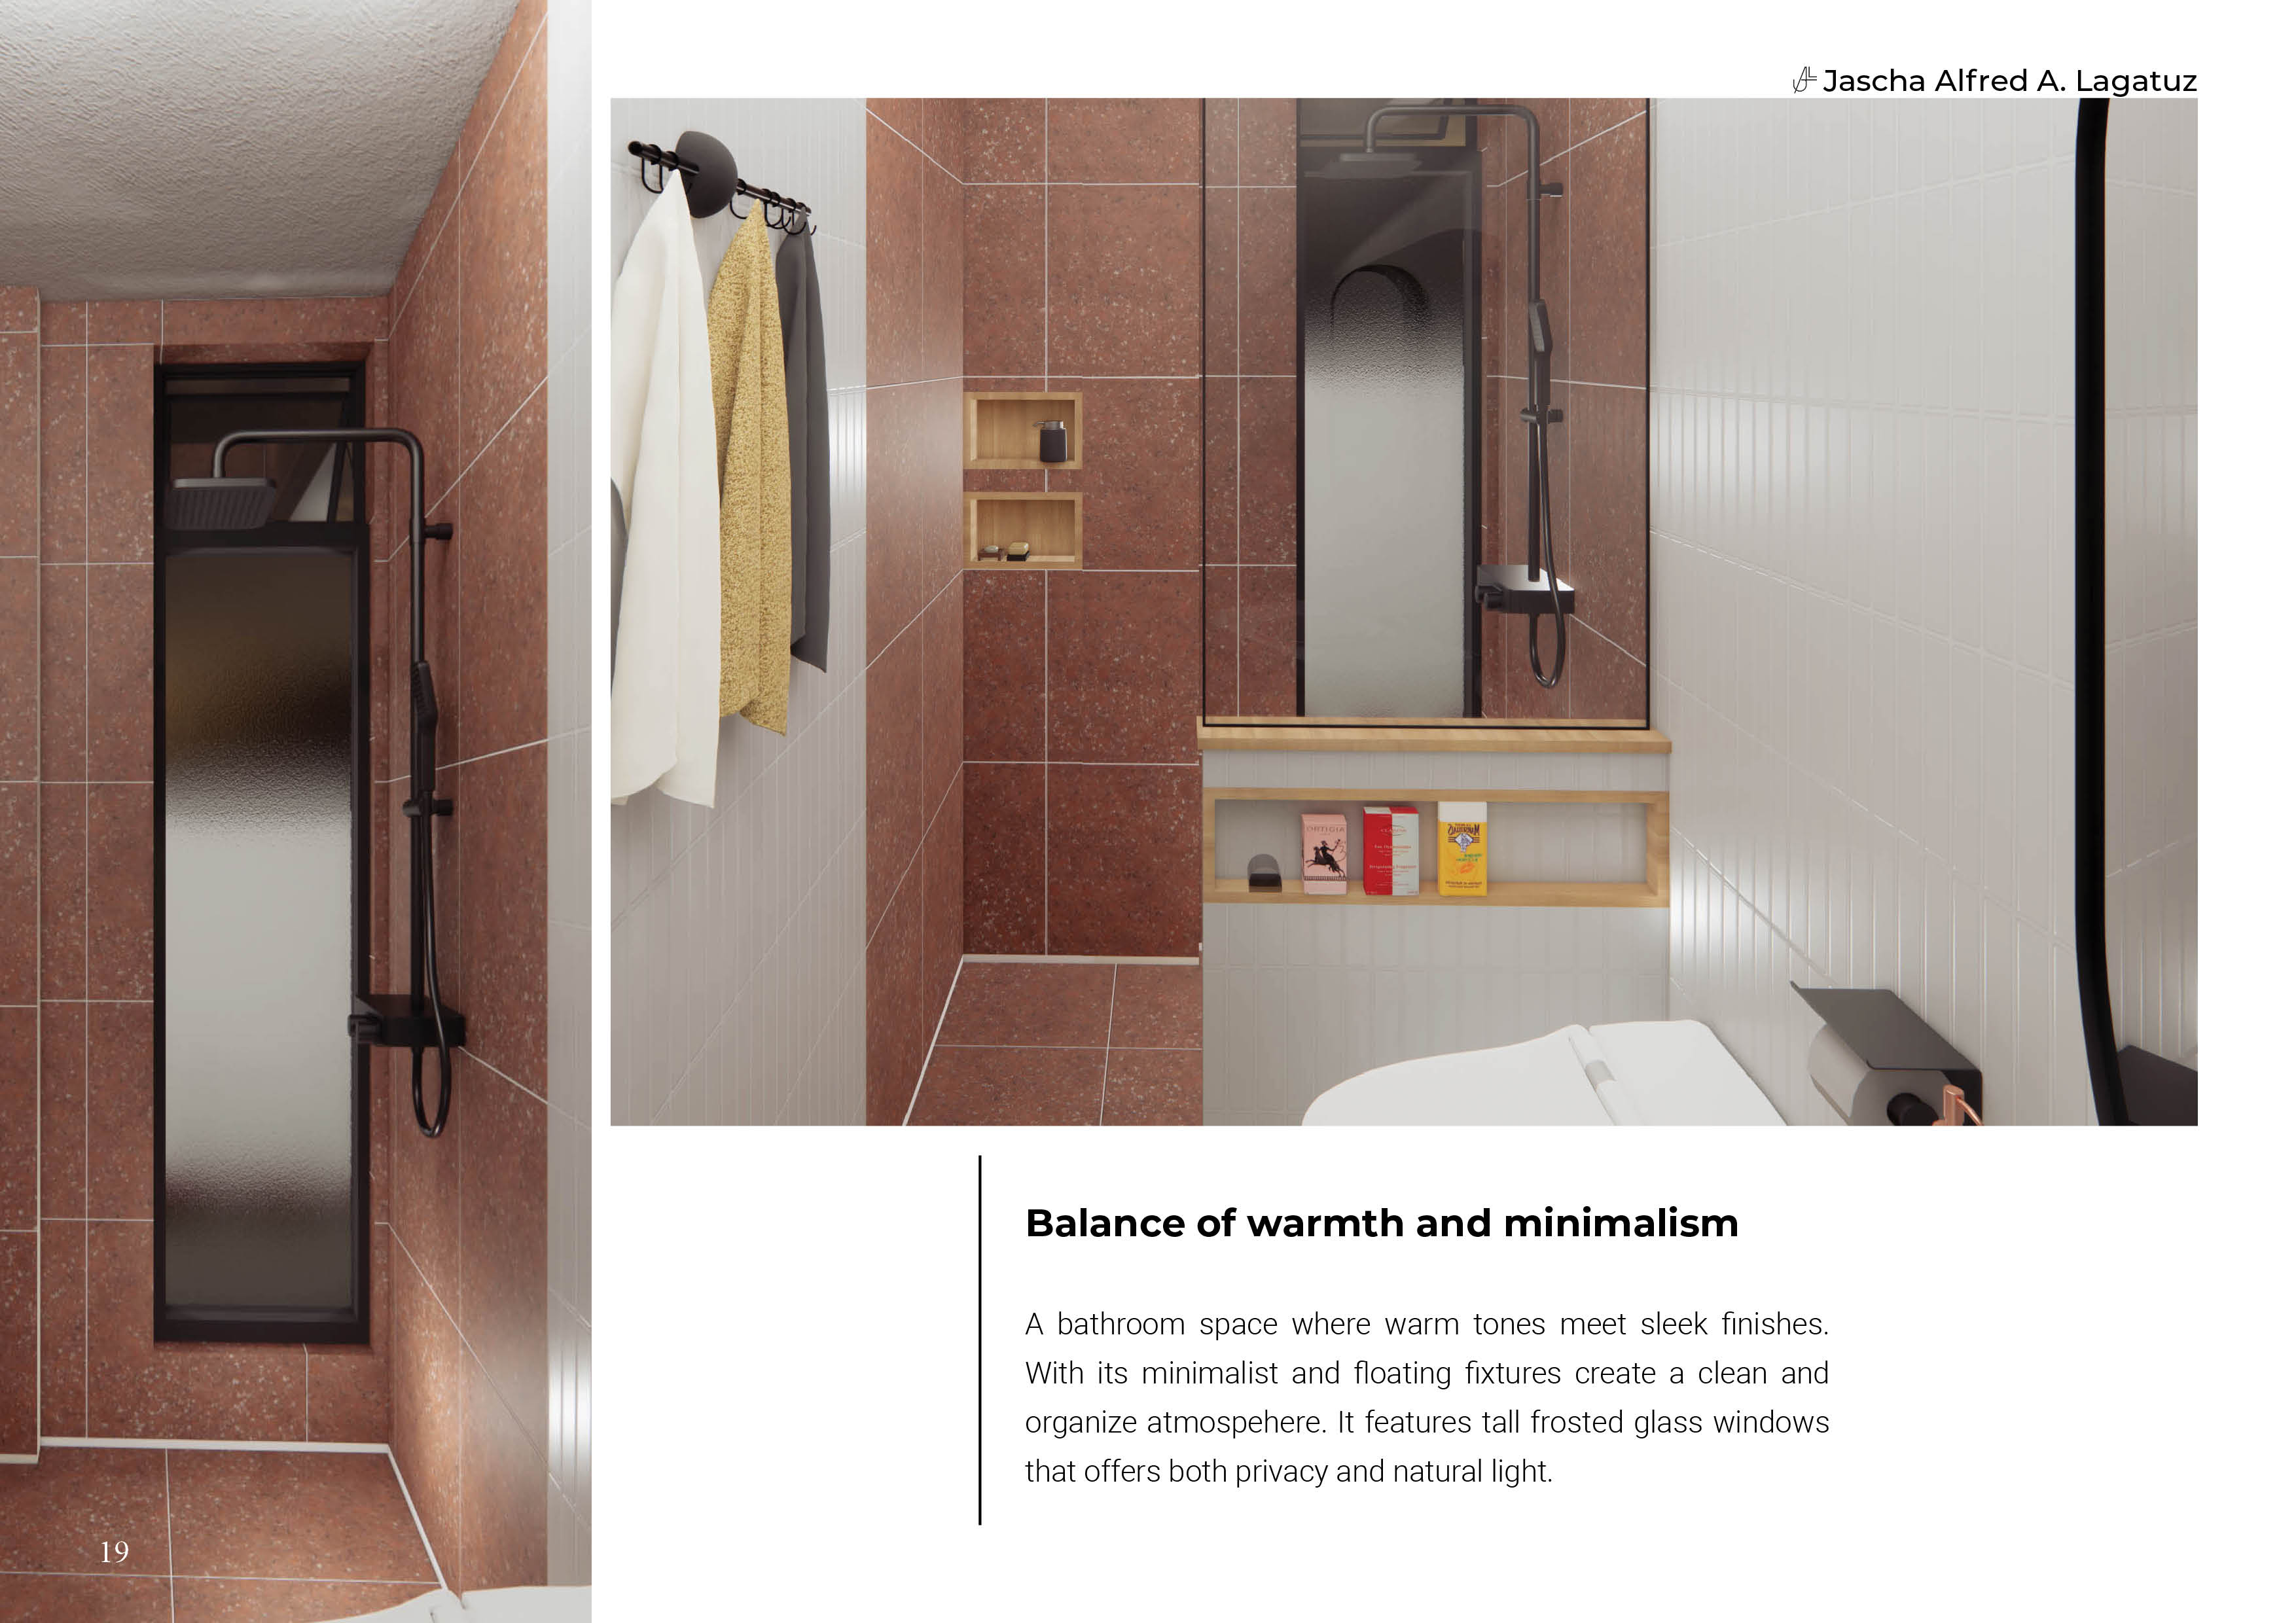 Jascha Alfred A. Lagatuz
Balance of warmth and minimalism
A bathroom space where warm tones meet sleek finishes.
With its minimalist and floating fixtures create a clean and
organize atmospehere. It features tall frosted glass windows
that offers both privacy and natural light.
19